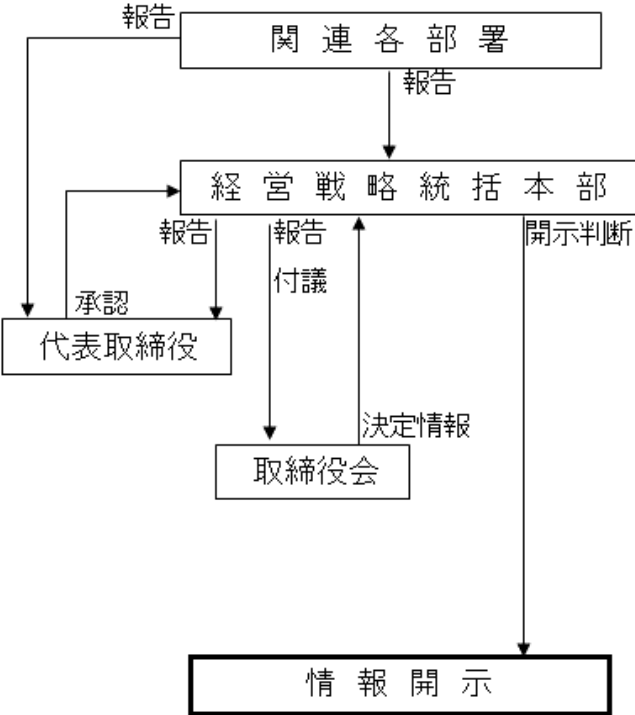 報告
関連各部署
報告
経営戦略統括本部
報告
報告
開示判断
付議
承認
代表取締役
決定情報
取締役会
情報開示